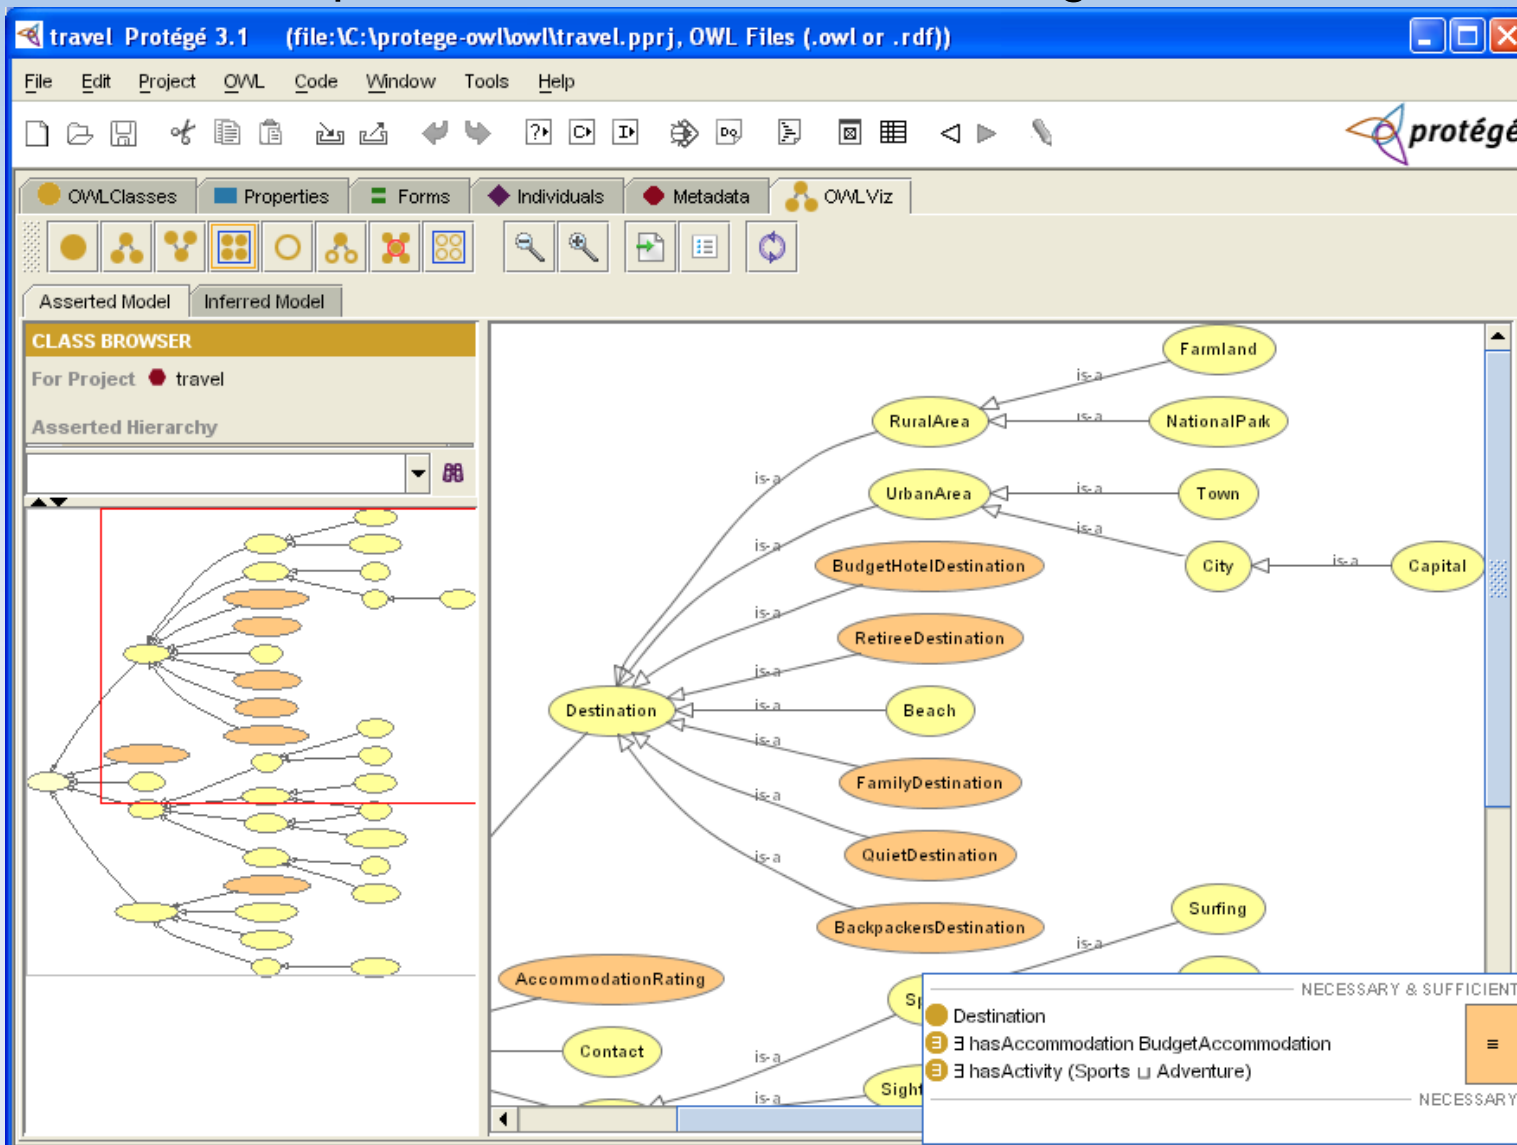 travel Protégé 3.1 (file:\C:\protege-owl\owl\travel.pprj, OWL Files (.owl or .rdf))
File Edit Project OWL Code Window Tools Help
protégé
OWLClasses Properties Forms Individuals Metadata OWLViz
Asserted Model Inferred Model
CLASS BROWSER
For Project travel
Asserted Hierarchy
Farmland
is-a
RuralArea
is-a
NationalPark
is-a
UrbanArea
is-a
Town
is-a
is-a
BudgetHotelDestination
City
is-a
Capital
is-a
RetireeDestination
is-a
Destination
is-a
Beach
is-a
FamilyDestination
is-a
QuietDestination
is-a
BackpackersDestination
Surfing
is-a
AccommodationRating
Sp
Contact
is-a
Sight
is-a
NECESSARY & SUFFICIENT
Destination
∃ hasAccommodation BudgetAccommodation
≡
∃ hasActivity (Sports ⊔ Adventure)
NECESSARY